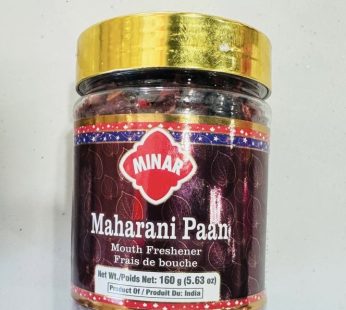 MINAR
Maharani Paan
Mouth Freshener
Frais de bouche
Net Wt./Poids Net: 160 g (5.63 oz)
Product Of / Produit Du: India